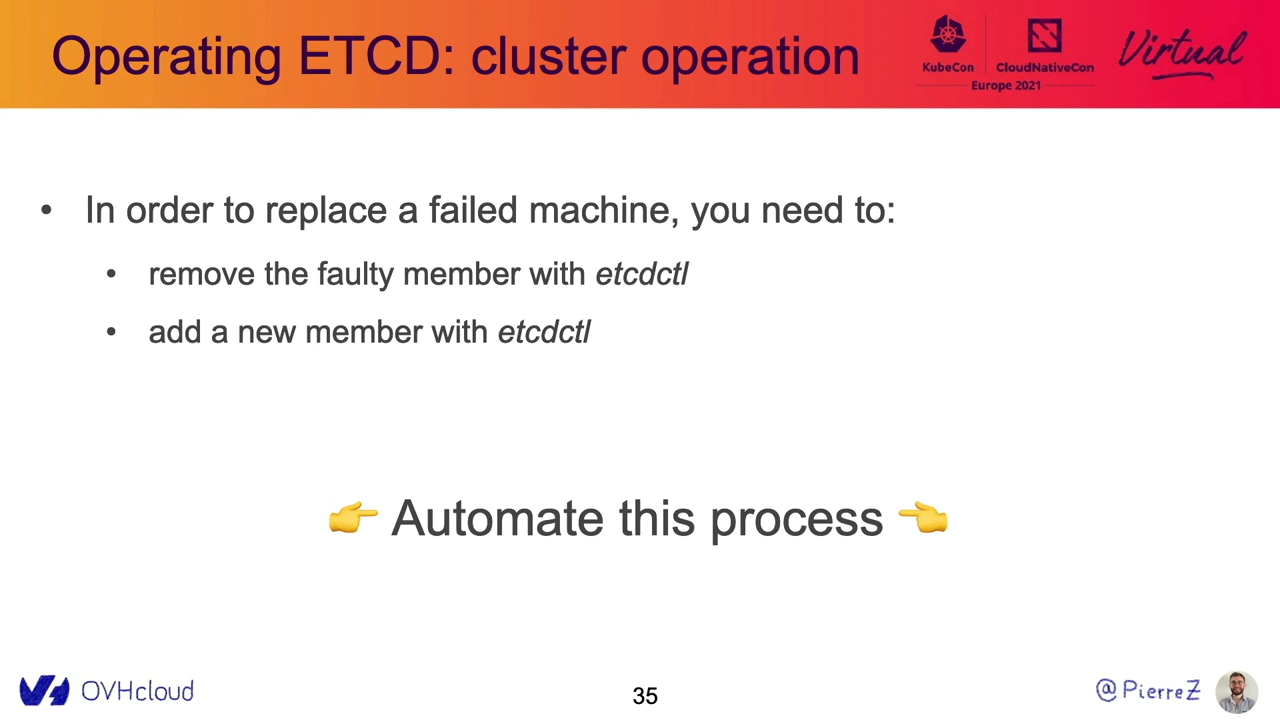 Operating ETCD: cluster operation
KubeCon
CloudNativeCon
Europe 2021
Virtual
• In order to replace a failed machine, you need to:
• remove the faulty member with etcdctl
• add a new member with etcdctl
👉 Automate this process 👈
OVHcloud
35
@PierreZ